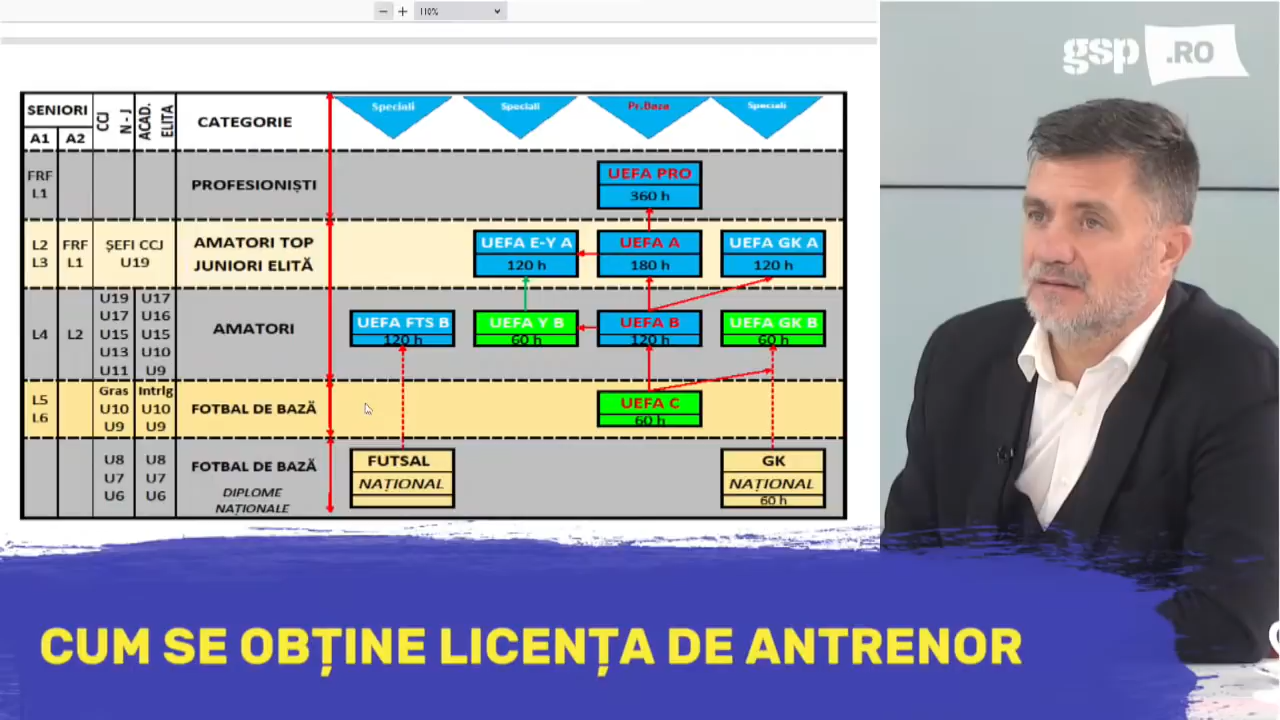 110%
gsp .RO
SENIORI
A1 A2
CCJ N - J
ACAD. ELITA
CATEGORIE
Speciali Speciali Pr.Baza Speciali
FRF
L1
PROFESIONIȘTI
UEFA PRO
360 h
L2 FRF ȘEFI CCJ AMATORI TOP
L3 L1 U19 JUNIORI ELITĂ
UEFA E-Y A UEFA A UEFA GK A
120 h 180 h 120 h
U19 U17
U17 U16
L4 L2 U15 U15 AMATORI
U13 U10
U11 U9
UEFA FTS B UEFA Y B UEFA B UEFA GK B
120 h 60 h 120 h 60 h
Gras Intrlg
L5 U10 U10 FOTBAL DE BAZĂ
L6 U9 U9
UEFA C
60 h
U8 U8 FOTBAL DE BAZĂ
U7 U7 DIPLOME
U6 U6 NAȚIONALE
FUTSAL GK
NAȚIONAL NAȚIONAL
60 h
CUM SE OBȚINE LICENȚA DE ANTRENOR